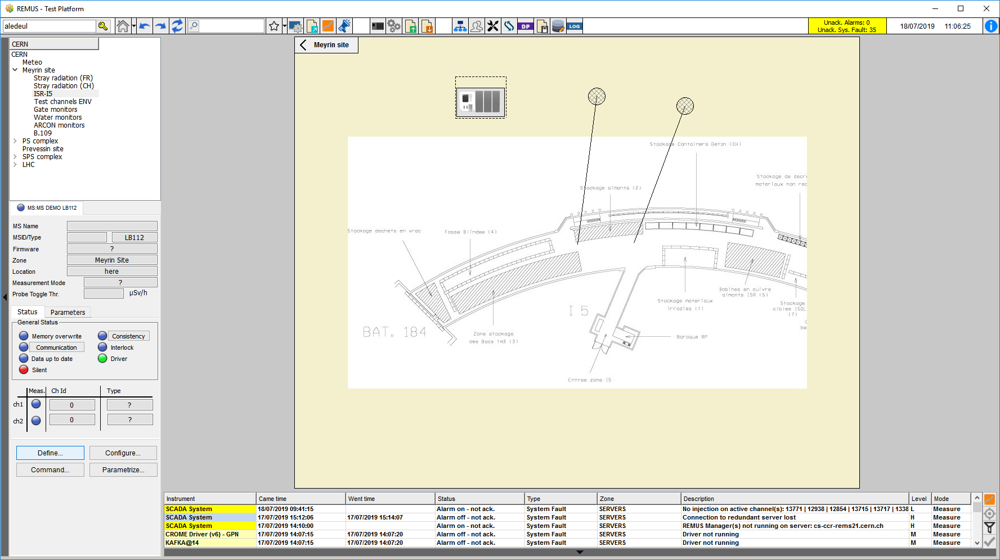 REMUS - Test Platform
aledeul
DP
LOG
Unack. Alarms: 0
Unack. Sys. Fault: 35
18/07/2019 11:06:25
CERN
CERN
Meteo
Meyrin site
Stray radiation (FR)
Stray radiation (CH)
ISR-I5
Test channels ENV
Gate monitors
Water monitors
ARCON monitors
B.109
PS complex
Prevessin site
SPS complex
LHC
MS:MS DEMO LB112
MS Name
MSID/Type LB112
Firmware ?
Zone Meyrin Site
Location here
Measurement Mode ?
Probe Toggle Thr. µSv/h
Status Parameters
General Status
Memory overwrite Consistency
Communication Interlock
Data up to date Driver
Silent
Meas. Ch Id Type
ch1 0 ?
ch2 0 ?
Define... Configure...
Command... Parametrize...
Meyrin site
Stockage Containers Beton (CH)
Stockage de decr
materiaux non rec
Stockage aimants (2)
Stockage dechets en vrac
Fosse Blindee (4)
Bobines en cuivre
aimants ISR (5)
Stockage materiaux
irradies (1)
Stockage
cibles ISOL
(7)
be
I 5
BAT. 184
Zone stockage
des Bacs 1m3 (3)
Baraque RP
Entree zone I5
Instrument Came time Went time Status Type Zone Description Level Mode
SCADA System 18/07/2019 09:41:15 Alarm on - not ack. System Fault SERVERS No injection on active channel(s): 13771 | 12938 | 12854 | 13715 | 13717 | 1338 L Measure
SCADA System 17/07/2019 15:12:06 17/07/2019 15:14:07 Alarm off - not ack. System Fault SERVERS Connection to redundant server lost H Measure
SCADA System 17/07/2019 14:10:00 Alarm on - not ack. System Fault SERVERS REMUS Manager(s) not running on server: cs-ccr-rems21.cern.ch H Measure
CROME Driver (v6) - GPN 17/07/2019 14:07:15 17/07/2019 14:07:20 Alarm off - not ack. System Fault SERVERS Driver not running M Measure
KAFKA@14 17/07/2019 14:07:15 17/07/2019 14:07:20 Alarm off - not ack. System Fault SERVERS Driver not running M Measure